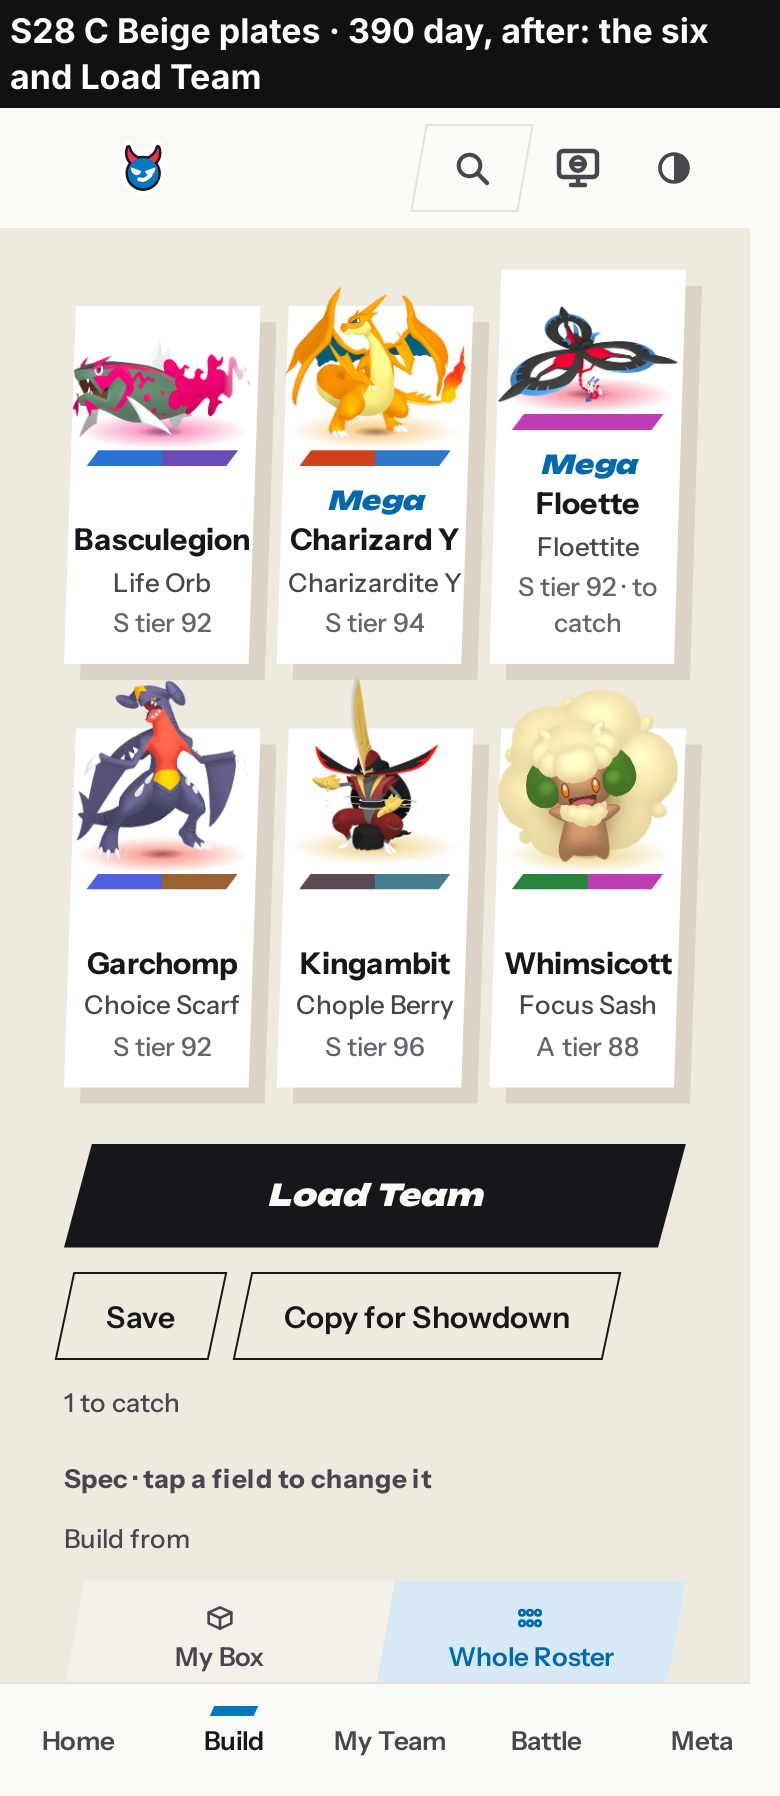 S28 C Beige plates · 390 day, after: the six
and Load Team
Mega
Mega
Basculegion
Charizard Y
Floette
Life Orb
Charizardite Y
Floettite
S tier 92
S tier 94
S tier 92 · to
catch
Garchomp
Kingambit
Whimsicott
Choice Scarf
Chople Berry
Focus Sash
S tier 92
S tier 96
A tier 88
Load Team
Save
Copy for Showdown
1 to catch
Spec · tap a field to change it
Build from
My Box
Whole Roster
Home
Build
My Team
Battle
Meta